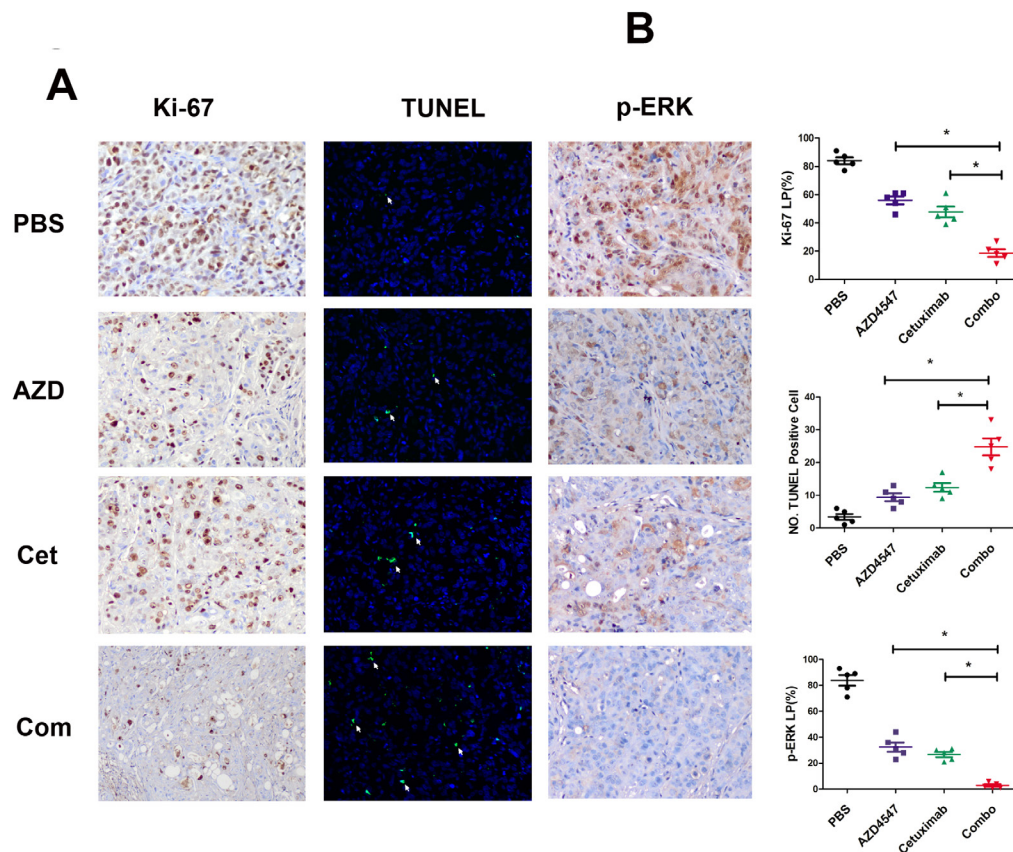 B
A
Ki-67
TUNEL
p-ERK
PBS
AZD
Cet
Com
*
*
100
80
60
40
20
0
Ki-67 LP(%)
PBS
AZD4547
Cetuximab
Combo
*
*
40
30
20
10
0
NO. TUNEL Positive Cell
PBS
AZD4547
Cetuximab
Combo
*
*
100
80
60
40
20
0
p-ERK LP(%)
PBS
AZD4547
Cetuximab
Combo